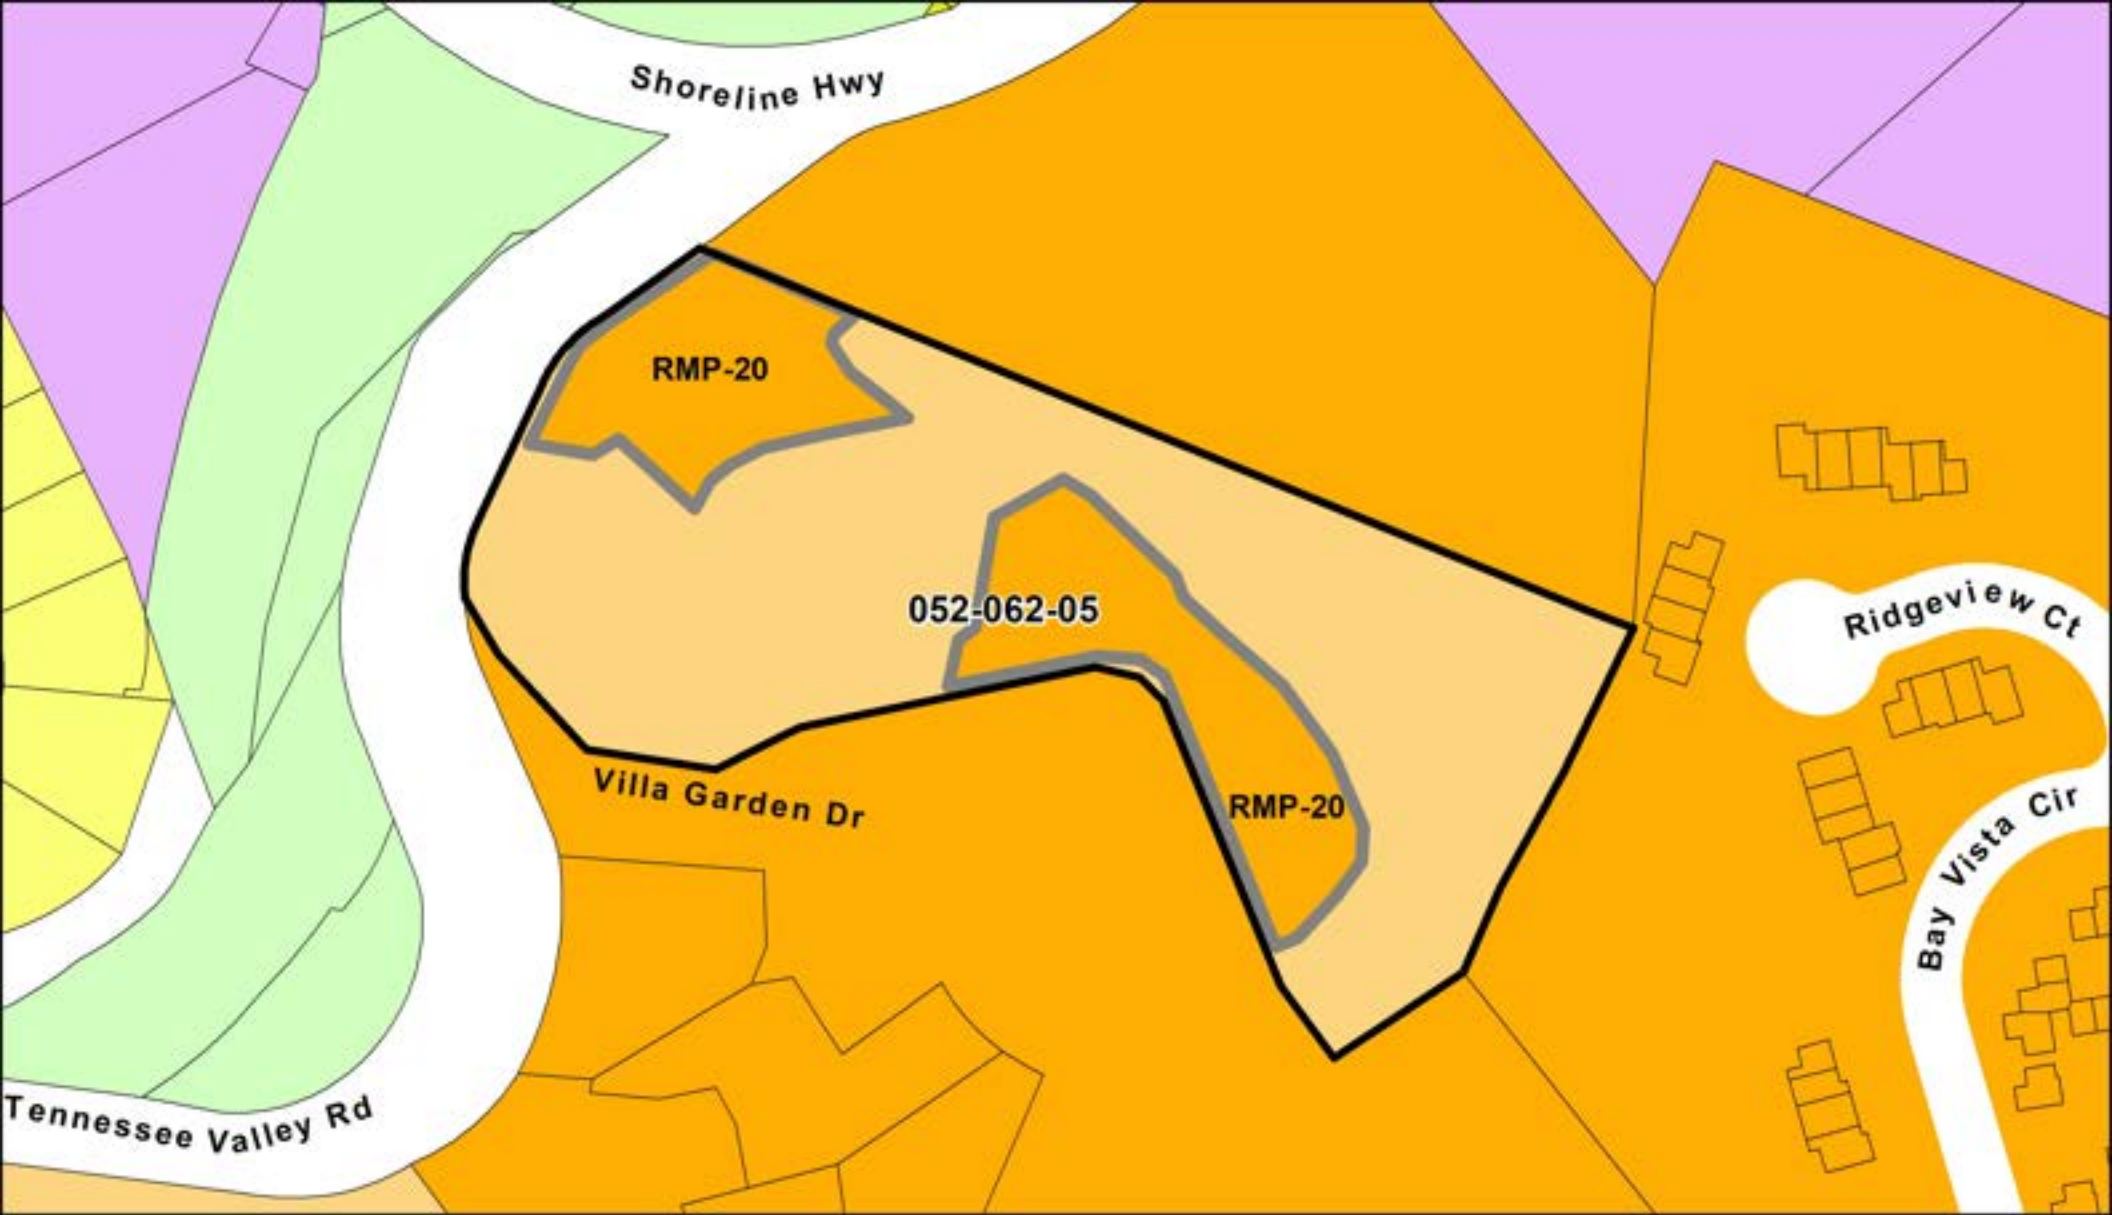 Shoreline Hwy
RMP-20
052-062-05
Ridgeview Ct
Villa Garden Dr
RMP-20
Bay Vista Cir
Tennessee Valley Rd